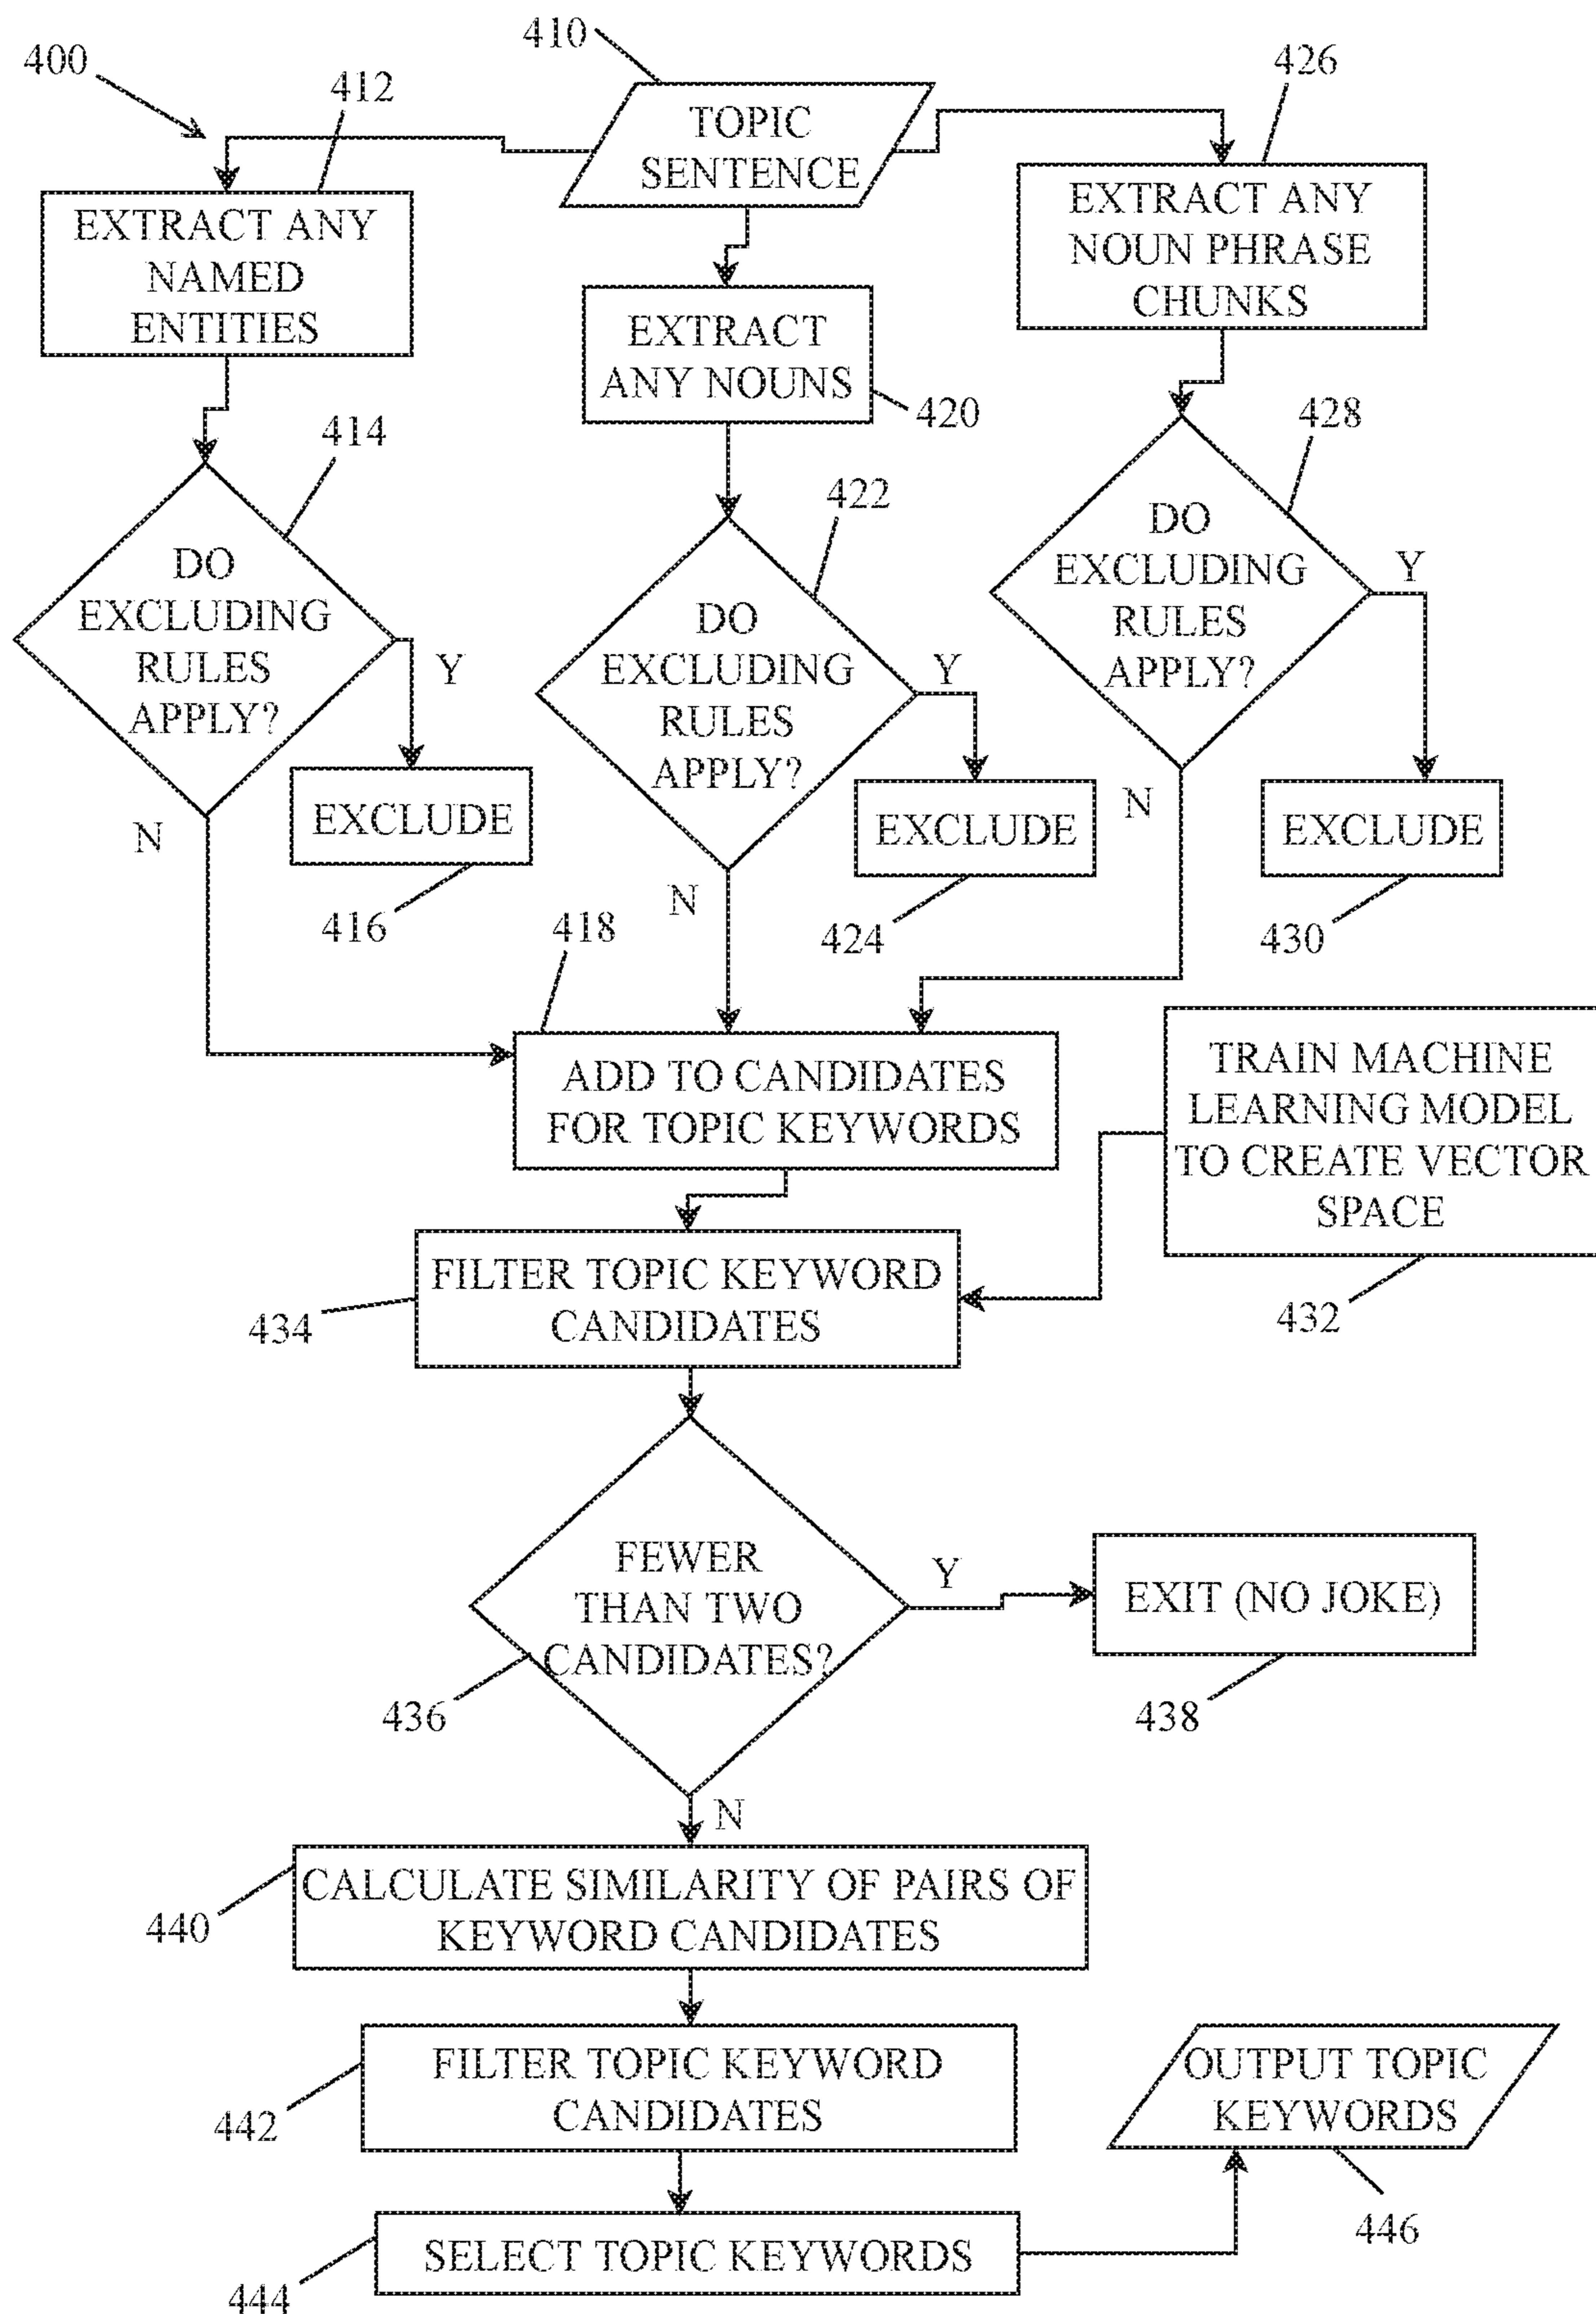 400
410
412
426
TOPIC
SENTENCE
EXTRACT ANY
NAMED
ENTITIES
EXTRACT
ANY NOUNS
420
EXTRACT ANY
NOUN PHRASE
CHUNKS
414
422
428
DO
EXCLUDING
RULES
APPLY?
Y
N
DO
EXCLUDING
RULES
APPLY?
Y
N
DO
EXCLUDING
RULES
APPLY?
Y
N
EXCLUDE
416
EXCLUDE
424
EXCLUDE
430
418
ADD TO CANDIDATES
FOR TOPIC KEYWORDS
TRAIN MACHINE
LEARNING MODEL
TO CREATE VECTOR
SPACE
432
FILTER TOPIC KEYWORD
CANDIDATES
434
FEWER
THAN TWO
CANDIDATES?
436
Y
EXIT (NO JOKE)
438
N
CALCULATE SIMILARITY OF PAIRS OF
KEYWORD CANDIDATES
440
FILTER TOPIC KEYWORD
CANDIDATES
442
OUTPUT TOPIC
KEYWORDS
446
SELECT TOPIC KEYWORDS
444